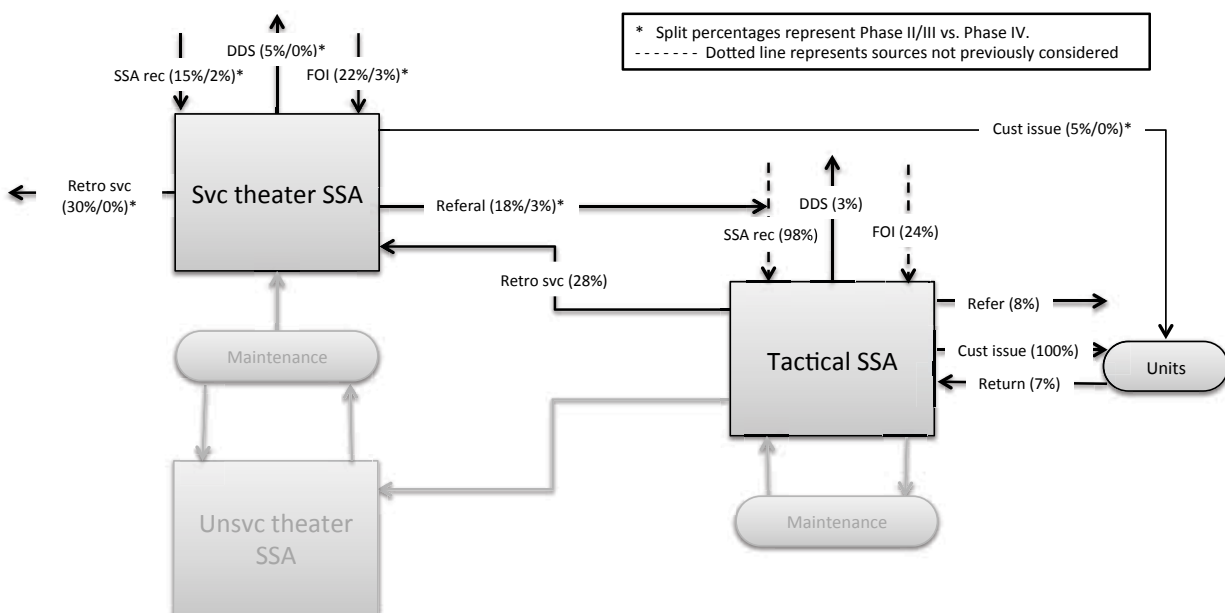 * Split percentages represent Phase II/III vs. Phase IV.
------- Dotted line represents sources not previously considered
DDS (5%/0%)*
SSA rec (15%/2%)*
FOI (22%/3%)*
Cust issue (5%/0%)*
Retro svc
(30%/0%)*
Svc theater SSA
Referal (18%/3%)*
DDS (3%)
SSA rec (98%)
FOI (24%)
Retro svc (28%)
Refer (8%)
Maintenance
Tactical SSA
Cust issue (100%)
Units
Return (7%)
Unsvc theater
SSA
Maintenance